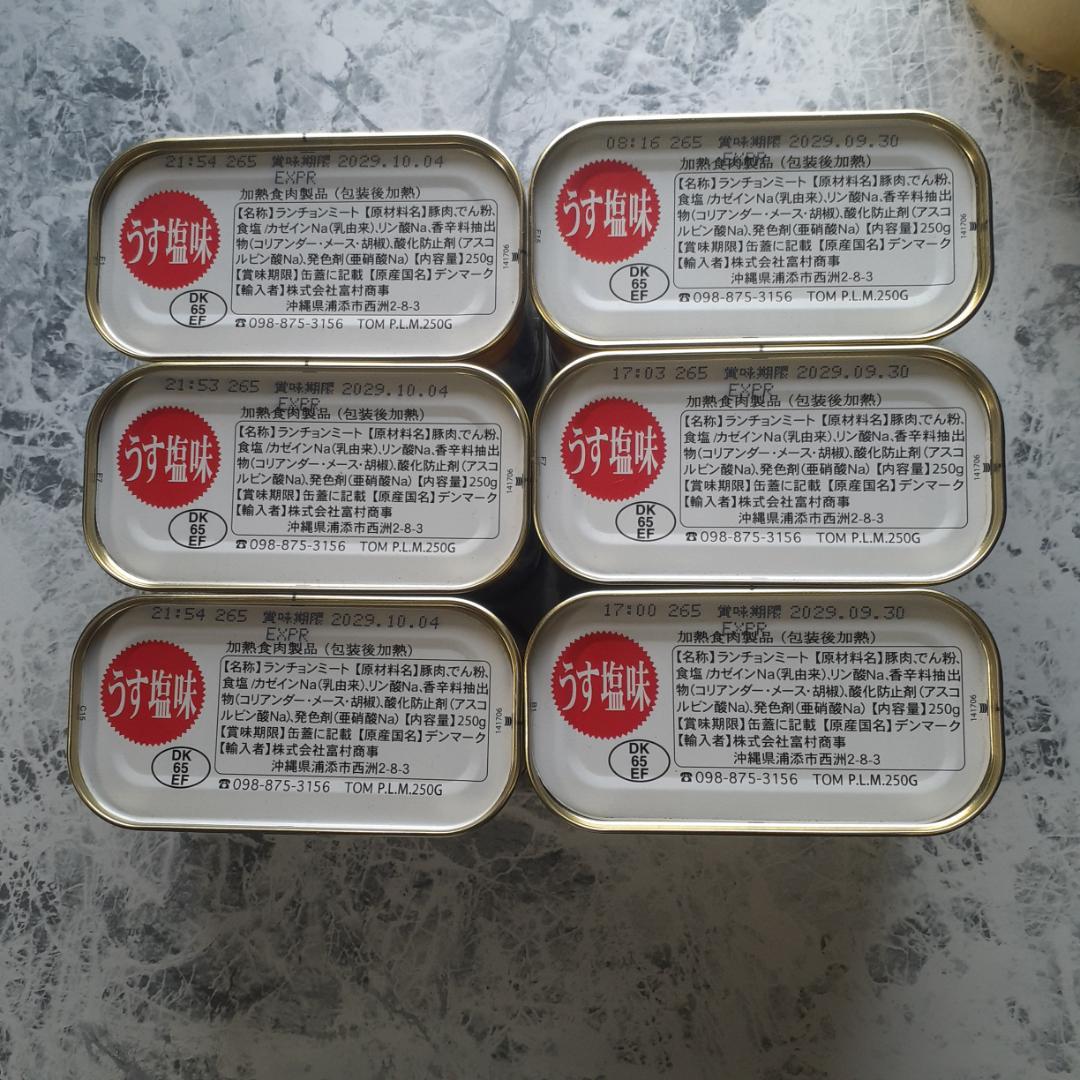 21:54 265 賞味期限 2029.10.04
EXPR
加熱食肉製品 (包装後加熱)
うす塩味
【名称】ランチョンミート【原材料名】豚肉、でん粉、
食塩/カゼインNa(乳由来)、リン酸Na、香辛料抽出
物(コリアンダー・メース・胡椒)、酸化防止剤(アスコ
ルビン酸Na)、発色剤(亜硝酸Na)【内容量】250g
【賞味期限】缶蓋に記載【原産国名】デンマーク
【輸入者】株式会社富村商事
沖縄県浦添市西洲2-8-3
DK
65
EF
☎098-875-3156 TOM P.L.M.250G
141706
08:16 265 賞味期限 2029.09.30
EXPR
加熱食肉製品 (包装後加熱)
うす塩味
【名称】ランチョンミート【原材料名】豚肉、でん粉、
食塩/カゼインNa(乳由来)、リン酸Na、香辛料抽出
物(コリアンダー・メース・胡椒)、酸化防止剤(アスコ
ルビン酸Na)、発色剤(亜硝酸Na)【内容量】250g
【賞味期限】缶蓋に記載【原産国名】デンマーク
【輸入者】株式会社富村商事
沖縄県浦添市西洲2-8-3
DK
65
EF
☎098-875-3156 TOM P.L.M.250G
141706
21:53 265 賞味期限 2029.10.04
EXPR
加熱食肉製品 (包装後加熱)
うす塩味
【名称】ランチョンミート【原材料名】豚肉、でん粉、
食塩/カゼインNa(乳由来)、リン酸Na、香辛料抽出
物(コリアンダー・メース・胡椒)、酸化防止剤(アスコ
ルビン酸Na)、発色剤(亜硝酸Na)【内容量】250g
【賞味期限】缶蓋に記載【原産国名】デンマーク
【輸入者】株式会社富村商事
沖縄県浦添市西洲2-8-3
DK
65
EF
☎098-875-3156 TOM P.L.M.250G
141706
17:03 265 賞味期限 2029.09.30
EXPR
加熱食肉製品 (包装後加熱)
うす塩味
【名称】ランチョンミート【原材料名】豚肉、でん粉、
食塩/カゼインNa(乳由来)、リン酸Na、香辛料抽出
物(コリアンダー・メース・胡椒)、酸化防止剤(アスコ
ルビン酸Na)、発色剤(亜硝酸Na)【内容量】250g
【賞味期限】缶蓋に記載【原産国名】デンマーク
【輸入者】株式会社富村商事
沖縄県浦添市西洲2-8-3
DK
65
EF
☎098-875-3156 TOM P.L.M.250G
141706
21:54 265 賞味期限 2029.10.04
EXPR
加熱食肉製品 (包装後加熱)
うす塩味
【名称】ランチョンミート【原材料名】豚肉、でん粉、
食塩/カゼインNa(乳由来)、リン酸Na、香辛料抽出
物(コリアンダー・メース・胡椒)、酸化防止剤(アスコ
ルビン酸Na)、発色剤(亜硝酸Na)【内容量】250g
【賞味期限】缶蓋に記載【原産国名】デンマーク
【輸入者】株式会社富村商事
沖縄県浦添市西洲2-8-3
DK
65
EF
☎098-875-3156 TOM P.L.M.250G
C15
141706
17:00 265 賞味期限 2029.09.30
EXPR
加熱食肉製品 (包装後加熱)
うす塩味
【名称】ランチョンミート【原材料名】豚肉、でん粉、
食塩/カゼインNa(乳由来)、リン酸Na、香辛料抽出
物(コリアンダー・メース・胡椒)、酸化防止剤(アスコ
ルビン酸Na)、発色剤(亜硝酸Na)【内容量】250g
【賞味期限】缶蓋に記載【原産国名】デンマーク
【輸入者】株式会社富村商事
沖縄県浦添市西洲2-8-3
DK
65
EF
☎098-875-3156 TOM P.L.M.250G
141706